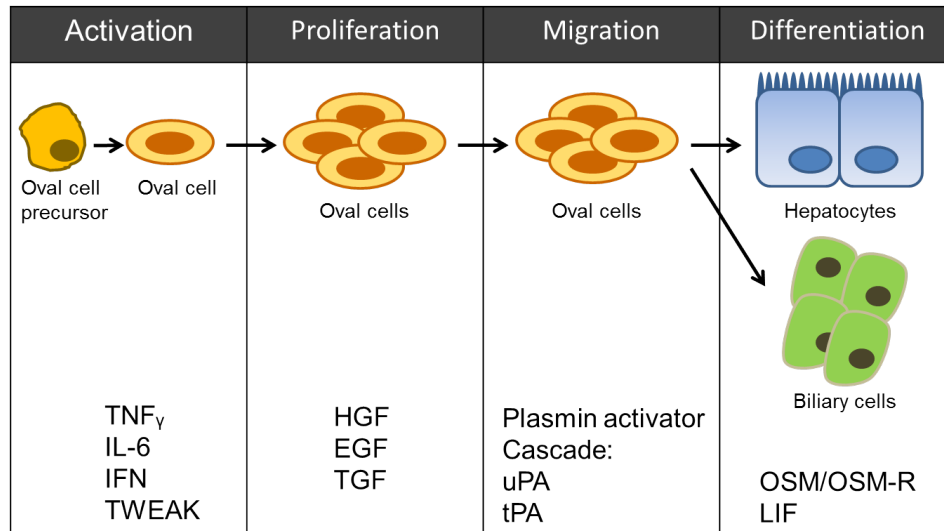 Activation
Proliferation
Migration
Differentiation
Oval cell
precursor
Oval cell
Oval cells
Oval cells
Hepatocytes
Biliary cells
TNFγ
IL-6
IFN
TWEAK
HGF
EGF
TGF
Plasmin activator
Cascade:
uPA
tPA
OSM/OSM-R
LIF